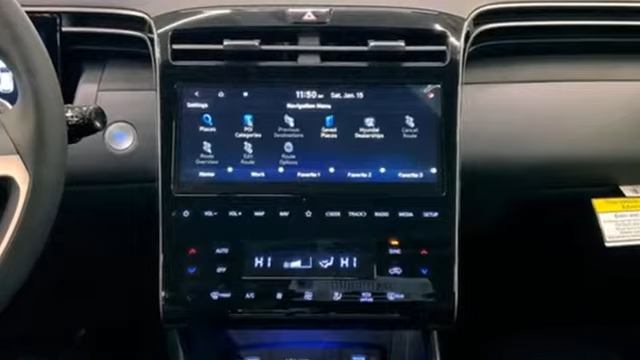 11:50 Sat, Jan. 15
Settings Navigation Menu
Places POI Categories Previous Destinations Saved Places Hyundai Dealerships Cancel Route
Route Overview Edit Route Route Options
Home Work Favorite 1 Favorite 2 Favorite 3
VOL- VOL+ MAP NAV <SEEK TRACK> RADIO MEDIA SETUP
AUTO SYNC
HI HI
OFF
A/C